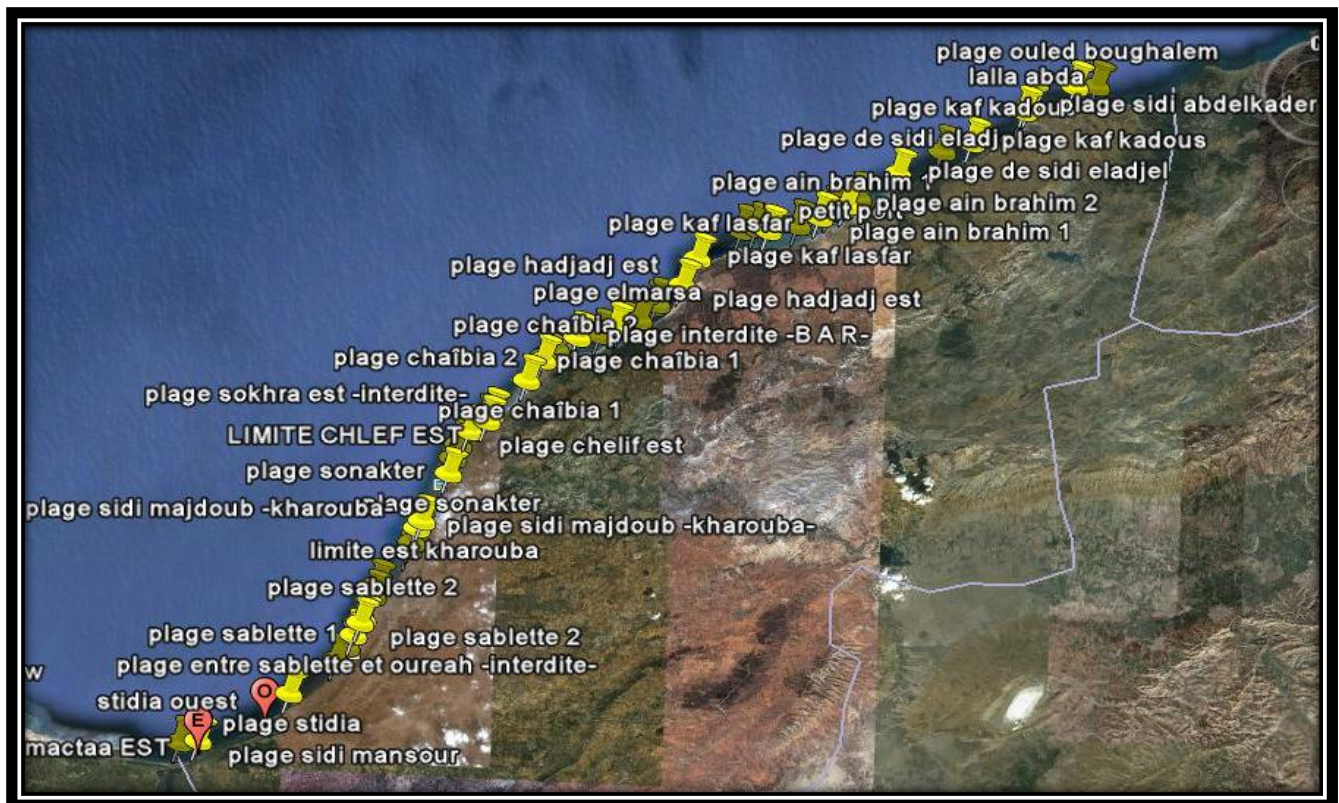 plage ouled boughalem
lalla abda
plage kaf kadous
plage sidi abdelkader
plage de sidi eladj
plage kaf kadous
plage de sidi eladjel
plage ain brahim 1
plage ain brahim 2
petit port
plage kaf lasfar
plage ain brahim 1
plage kaf lasfar
plage hadjadj est
plage elmarsa
plage hadjadj est
plage chaîbia 2
plage interdite -B A R-
plage chaîbia 2
plage chaîbia 1
plage sokhra est -interdite-
plage chaîbia 1
LIMITE CHLEF EST
plage chelif est
plage sonakter
E
plage sidi majdoub -kharouba-
plage sonakter
plage sidi majdoub -kharouba-
limite est kharouba
plage sablette 2
plage sablette 1
plage sablette 2
plage entre sablette et oureah -interdite-
w
stidia ouest
O
E
plage stidia
mactaa EST
plage sidi mansour